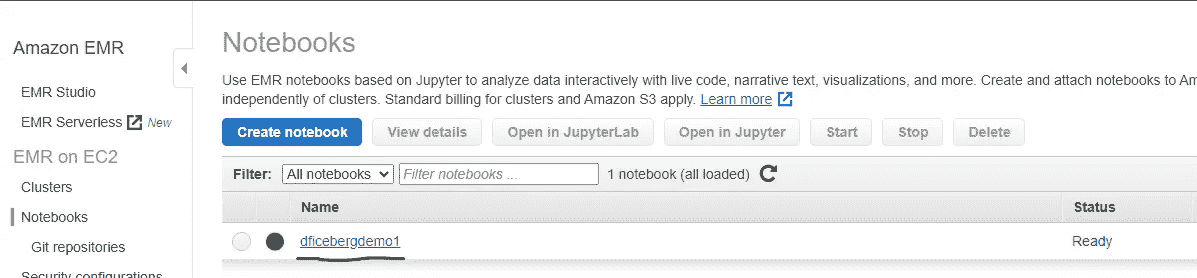 Amazon EMR
EMR Studio
EMR Serverless New
EMR on EC2
Clusters
Notebooks
Git repositories
Security configurations
Notebooks
Use EMR notebooks based on Jupyter to analyze data interactively with live code, narrative text, visualizations, and more. Create and attach notebooks to
independently of clusters. Standard billing for clusters and Amazon S3 apply. Learn more
Create notebook View details Open in JupyterLab Open in Jupyter Start Stop Delete
Filter: All notebooks Filter notebooks ... 1 notebook (all loaded)
Name Status
dficebergdemo1 Ready